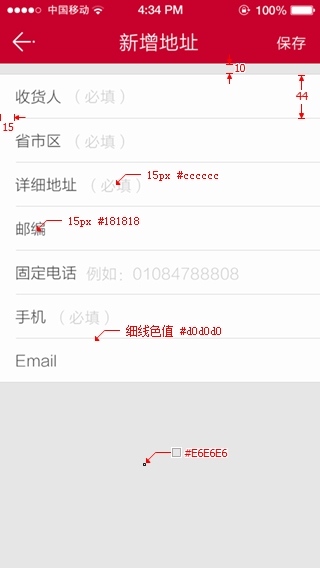 中国移动 4:34 PM 100%
新增地址 保存
10
收货人 （ 必填 ） 44
15
省市区 （ 必填 ）
15px #cccccc
详细地址 （ 必填 ）
15px #181818
邮编
固定电话 例如：01084788808
手机 （ 必填 ）
细线色值 #d0d0d0
Email
#E6E6E6